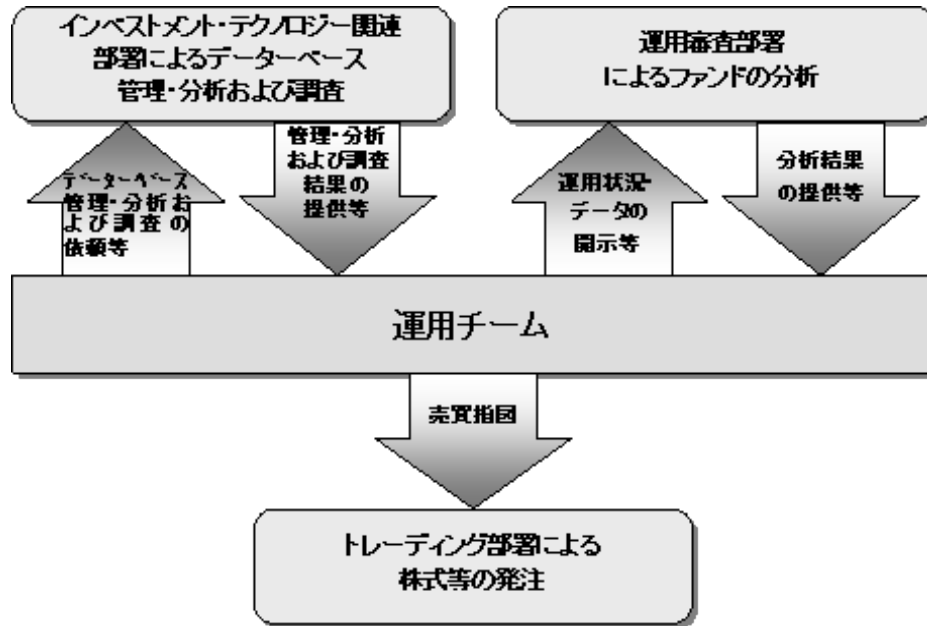 インベストメント・テクノロジー関連
部署によるデーターベース
管理・分析および調査
運用審査部署
によるファンドの分析
データーベース
管理・分析お
よび調査の
依頼等
管理・分析
および調査
結果の
提供等
運用状況・
データの
開示等
分析結果
の提供等
運用チーム
売買指図
トレーディング部署による
株式等の発注